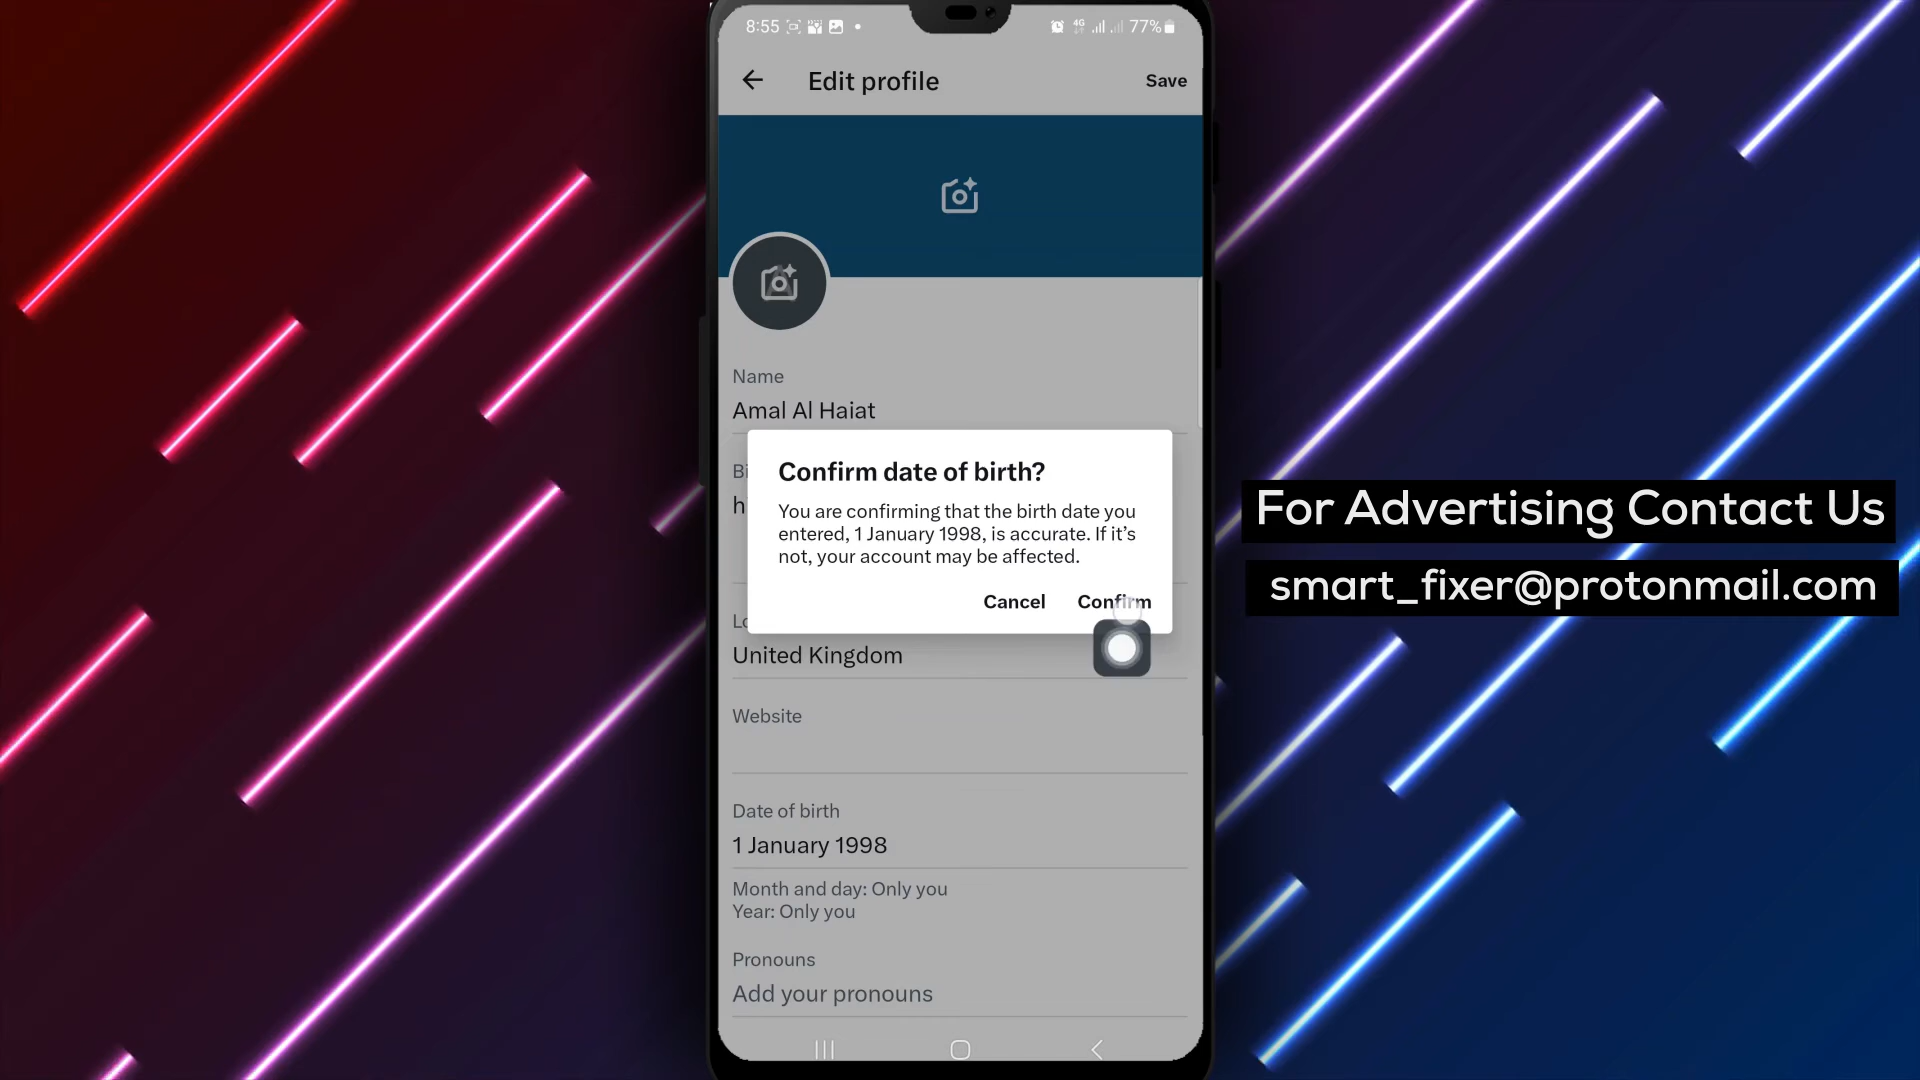 8:55
4G
77%
Edit profile
Save
Name
Amal Al Haiat
Bi
h
Confirm date of birth?
You are confirming that the birth date you
entered, 1 January 1998, is accurate. If it's
not, your account may be affected.
Cancel
Confirm
Lo
United Kingdom
Website
Date of birth
1 January 1998
Month and day: Only you
Year: Only you
Pronouns
Add your pronouns
For Advertising Contact Us
smart_fixer@protonmail.com